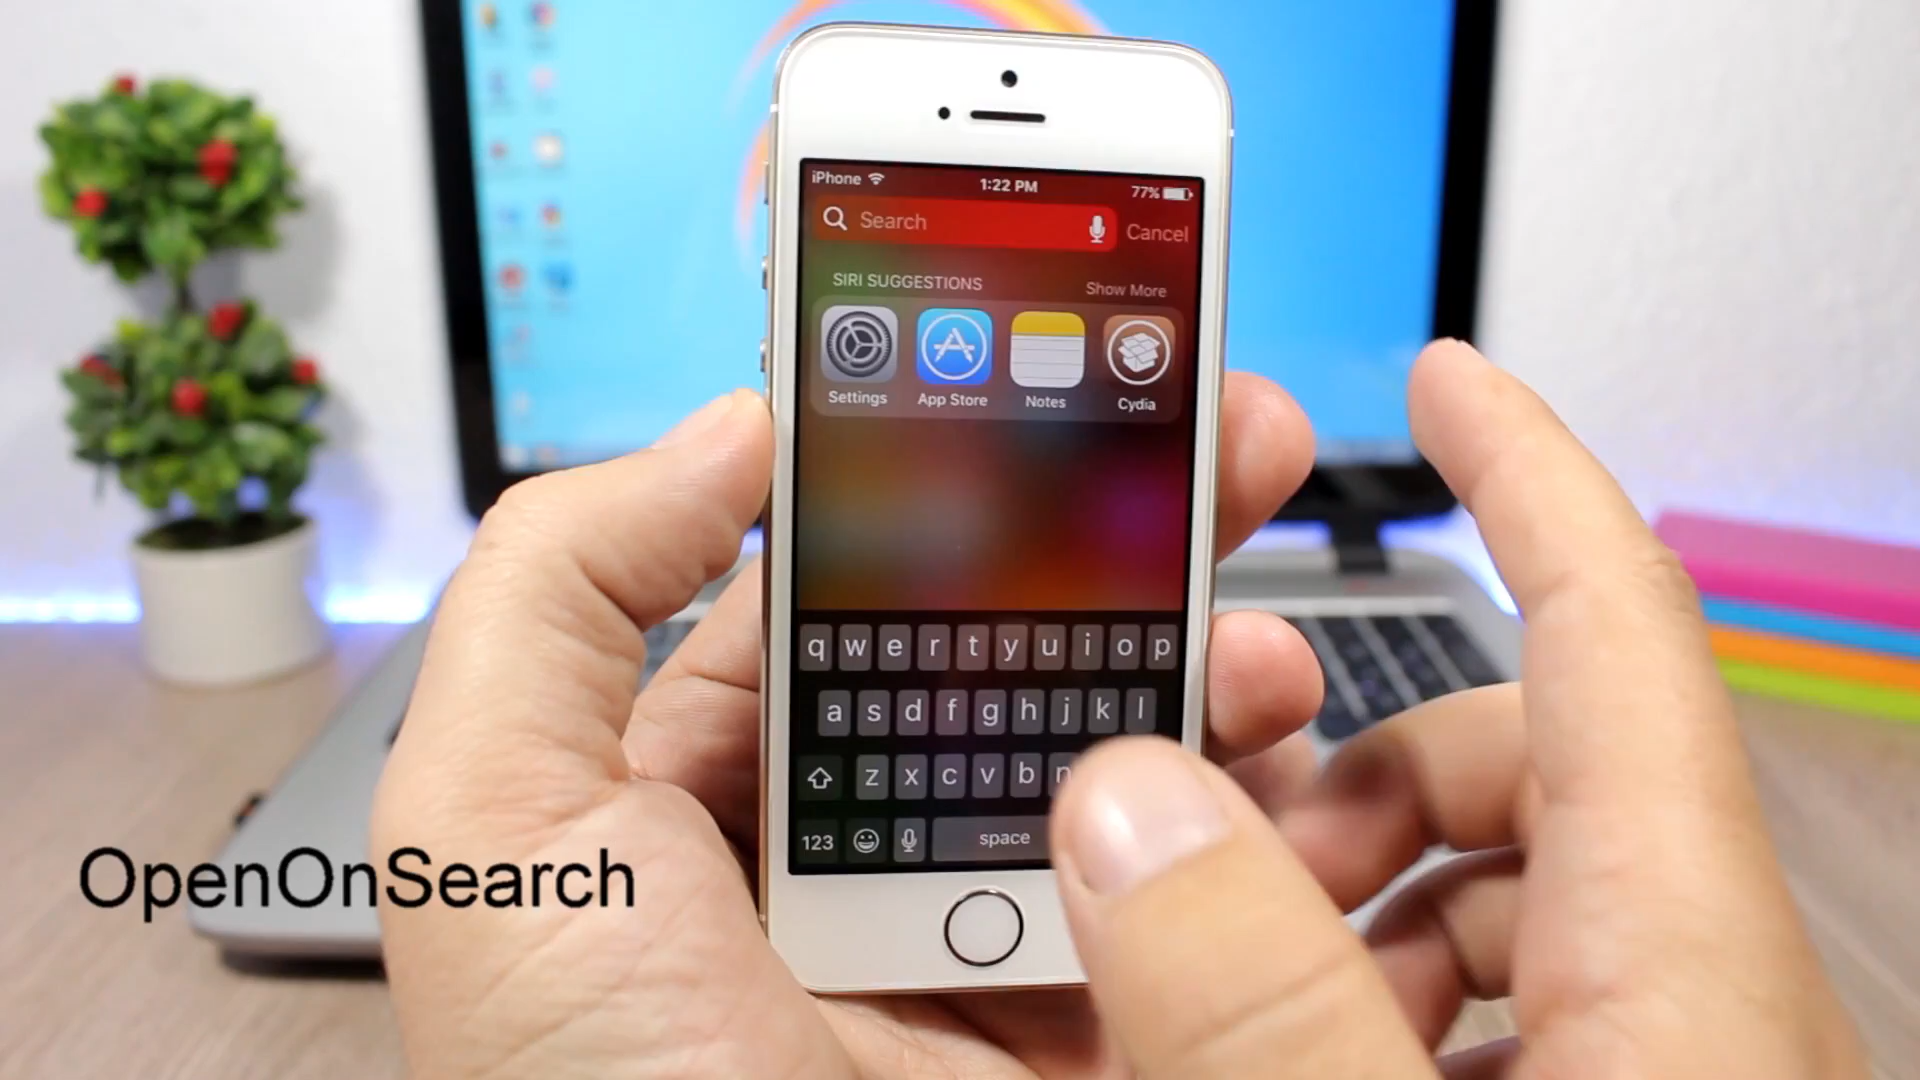 iPhone 1:22 PM 77%
Search Cancel
SIRI SUGGESTIONS Show More
Settings App Store Notes Cydia
q w e r t y u i o p
a s d f g h j k l
z x c v b n
123 space
OpenOnSearch